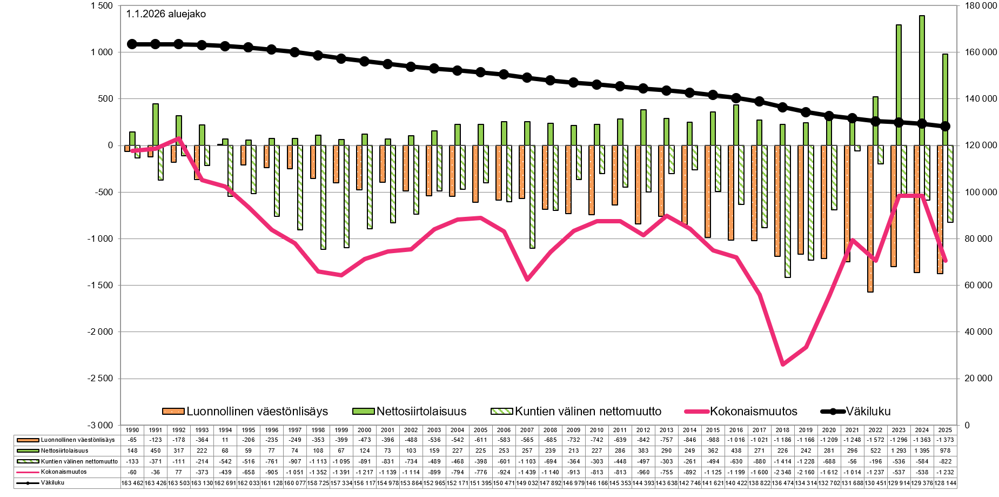 1 500 180 000
1.1.2026 aluejako
1 000 160 000
500 140 000
0 120 000
-500 100 000
-1 000 80 000
-1 500 60 000
-2 000 40 000
-2 500 20 000
Luonnollinen väestönlisäys Nettosiirtolaisuus Kuntien välinen nettomuutto Kokonaismuutos Väkiluku
-3 000 0
1990 1991 1992 1993 1994 1995 1996 1997 1998 1999 2000 2001 2002 2003 2004 2005 2006 2007 2008 2009 2010 2011 2012 2013 2014 2015 2016 2017 2018 2019 2020 2021 2022 2023 2024 2025
Luonnollinen väestönlisäys -65 -123 -178 -364 11 -206 -235 -249 -353 -399 -473 -396 -488 -536 -542 -611 -583 -565 -685 -732 -742 -639 -842 -757 -846 -988 -1 016 -1 021 -1 186 -1 166 -1 209 -1 248 -1 572 -1 296 -1 363 -1 373
Nettosiirtolaisuus 148 450 317 222 68 59 77 74 108 67 124 73 103 159 227 225 253 257 239 213 227 286 383 290 249 362 438 271 226 242 281 296 522 1 293 1 395 978
Kuntien välinen nettomuutto -133 -371 -111 -214 -542 -516 -761 -907 -1 113 -1 095 -891 -831 -734 -489 -468 -398 -601 -1 103 -694 -364 -303 -448 -497 -303 -261 -494 -630 -880 -1 414 -1 228 -688 -56 -196 -536 -584 -822
Kokonaismuutos -60 -36 77 -373 -439 -658 -905 -1 051 -1 352 -1 391 -1 217 -1 139 -1 114 -899 -794 -776 -924 -1 439 -1 140 -913 -813 -813 -960 -755 -892 -1 125 -1 199 -1 600 -2 348 -2 160 -1 612 -1 014 -1 237 -537 -538 -1 232
Väkiluku 163 462 163 426 163 503 163 130 162 691 162 033 161 128 160 077 158 725 157 334 156 117 154 978 153 864 152 965 152 171 151 395 150 471 149 032 147 892 146 979 146 166 145 353 144 393 143 638 142 746 141 621 140 422 138 822 136 474 134 314 132 702 131 688 130 451 129 914 129 376 128 144